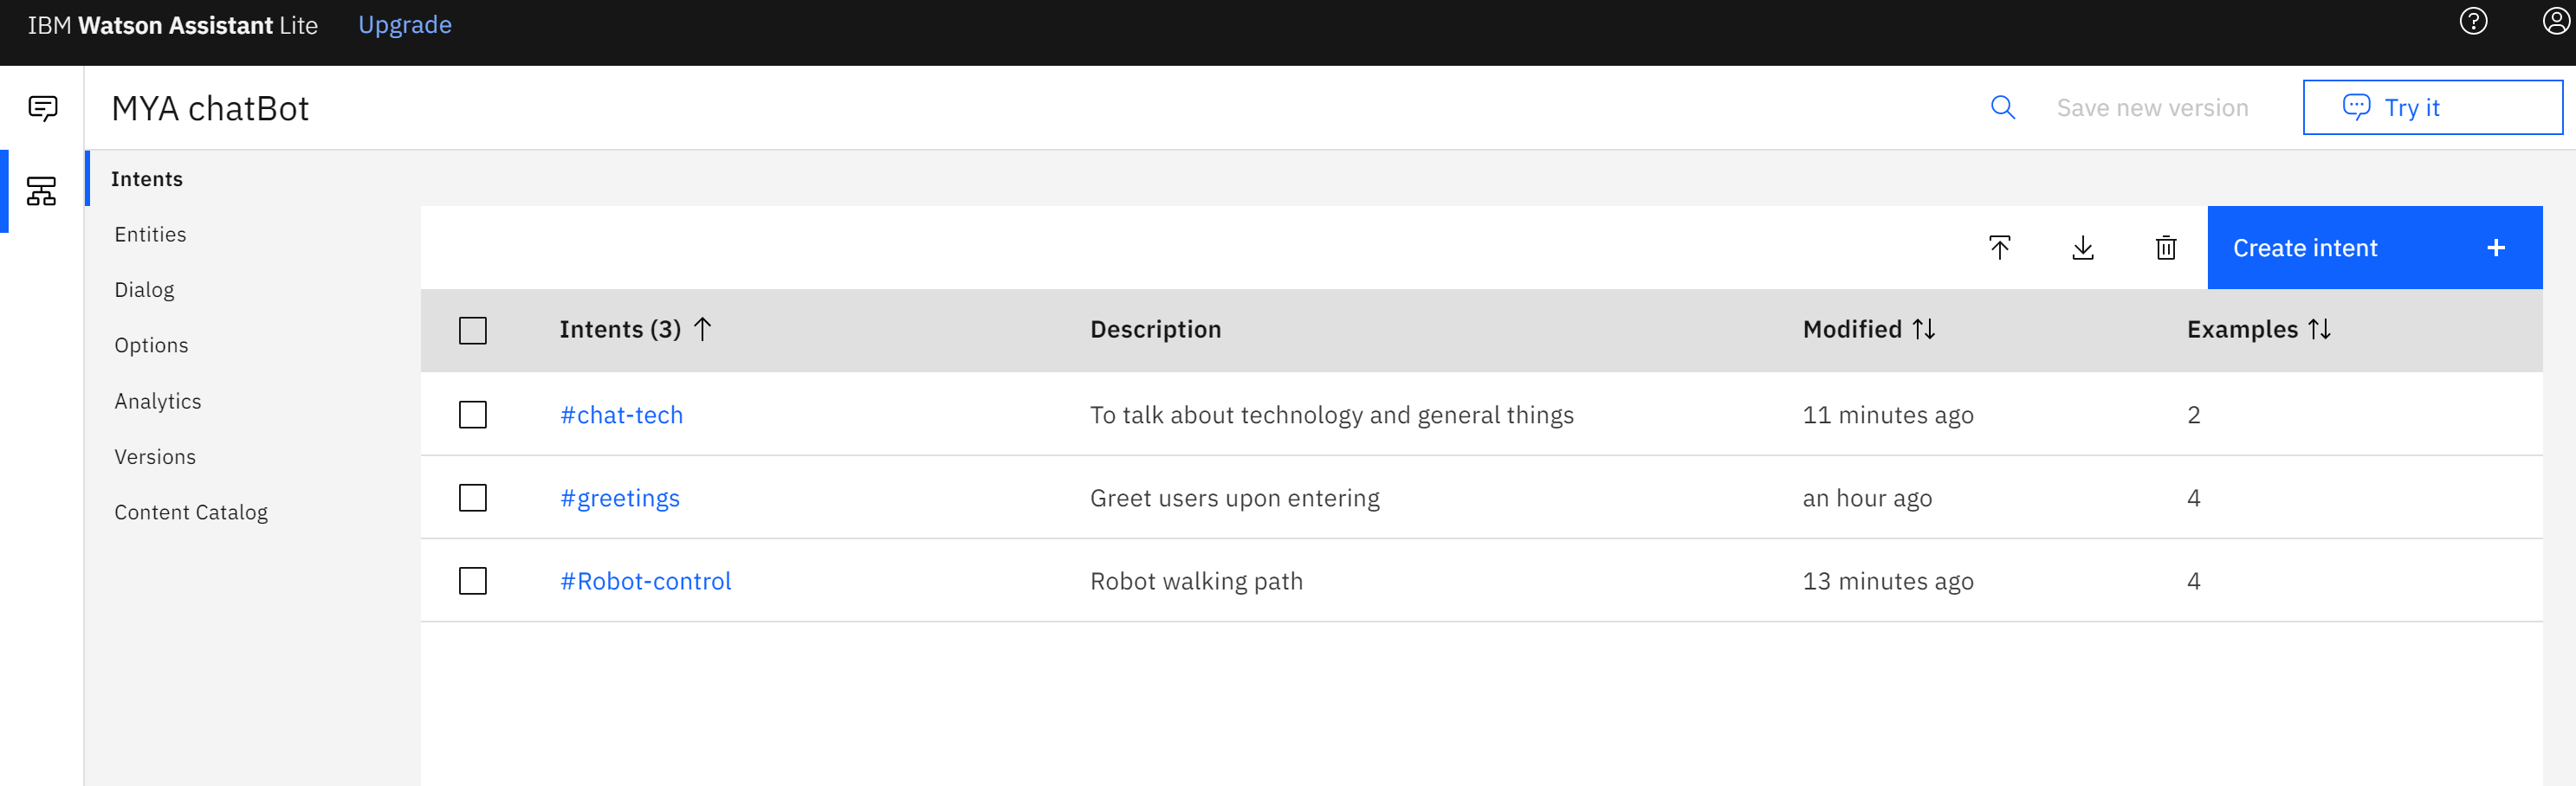 IBM Watson Assistant Lite Upgrade
MYA chatBot
Save new version
Try it
Intents
Entities
Dialog
Options
Analytics
Versions
Content Catalog
Create intent +
Intents (3) Description Modified Examples
#chat-tech To talk about technology and general things 11 minutes ago 2
#greetings Greet users upon entering an hour ago 4
#Robot-control Robot walking path 13 minutes ago 4